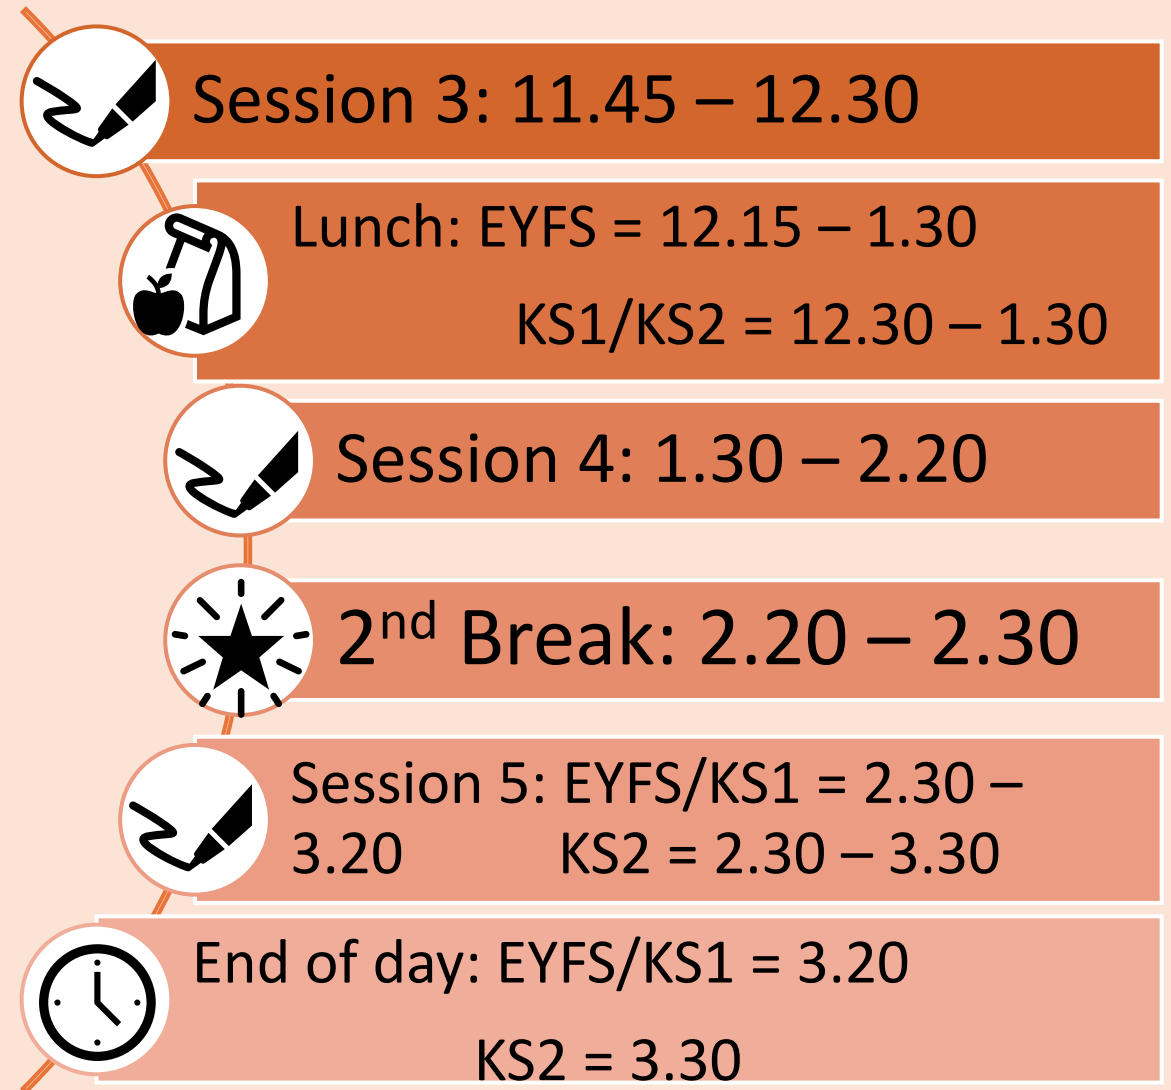 Session 3: 11.45 – 12.30
Lunch: EYFS = 12.15 – 1.30
KS1/KS2 = 12.30 – 1.30
Session 4: 1.30 – 2.20
2nd Break: 2.20 – 2.30
Session 5: EYFS/KS1 = 2.30 –
3.20 KS2 = 2.30 – 3.30
End of day: EYFS/KS1 = 3.20
KS2 = 3.30